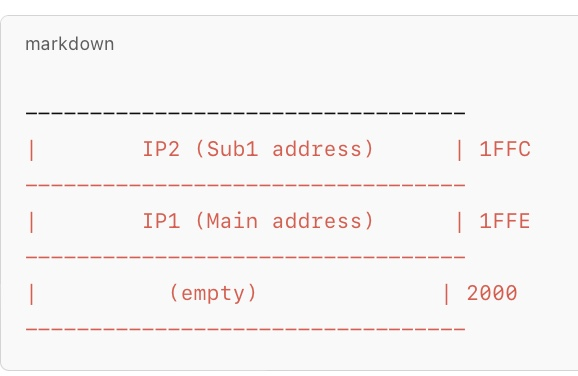 markdown
----------------------------------
|        IP2 (Sub1 address)      | 1FFC
----------------------------------
|        IP1 (Main address)      | 1FFE
----------------------------------
|          (empty)              | 2000
----------------------------------